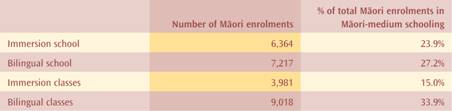 Number of Māori enrolments
% of total Māori enrolments in
Māori-medium schooling
Immersion school 6,364 23.9%
Bilingual school 7,217 27.2%
Immersion classes 3,981 15.0%
Bilingual classes 9,018 33.9%